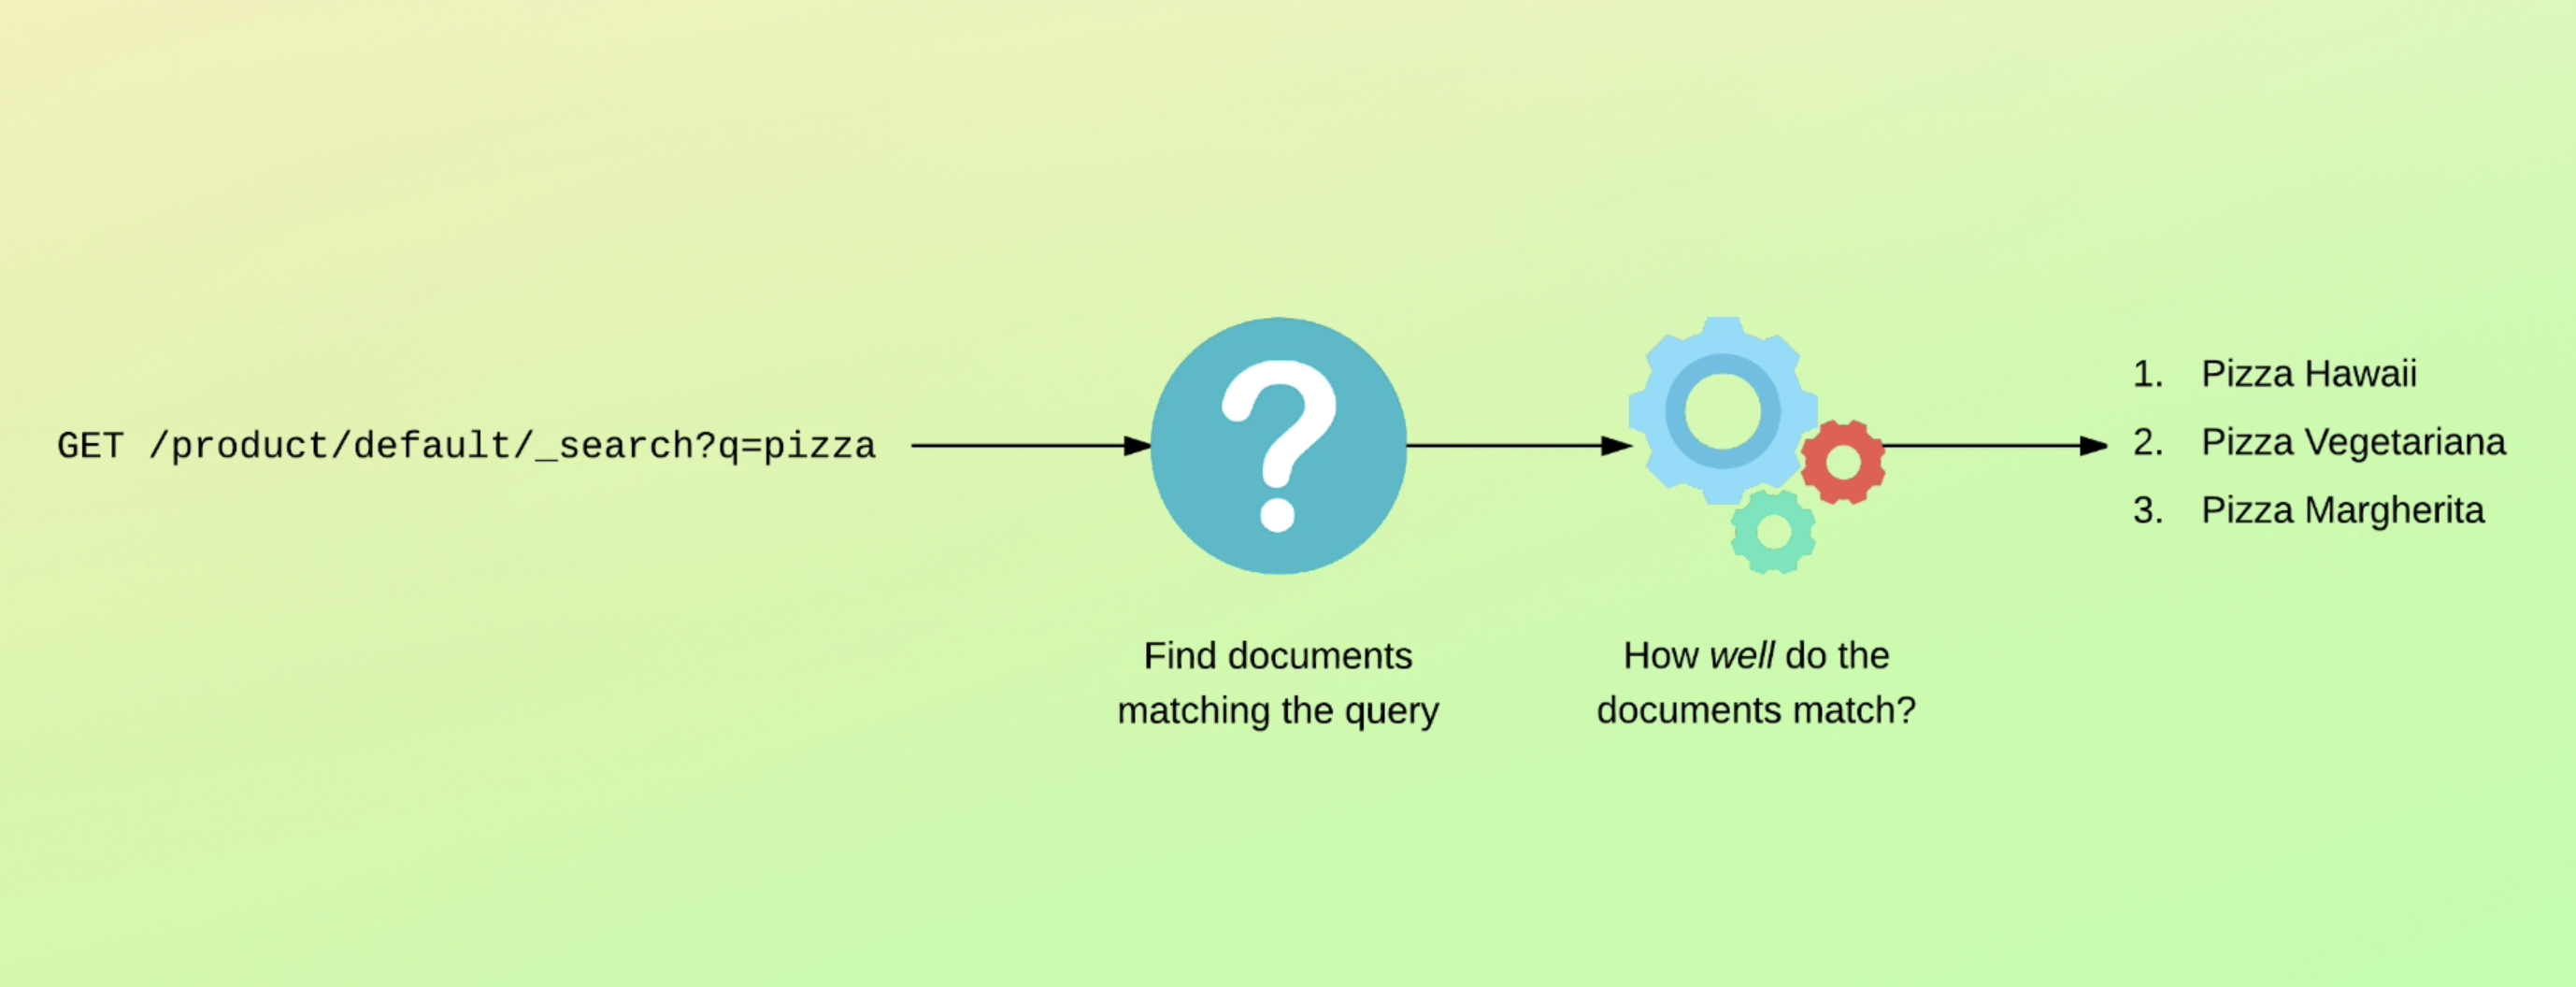 GET /product/default/_search?q=pizza
Find documents
matching the query
How well do the
documents match?
1. Pizza Hawaii
2. Pizza Vegetariana
3. Pizza Margherita